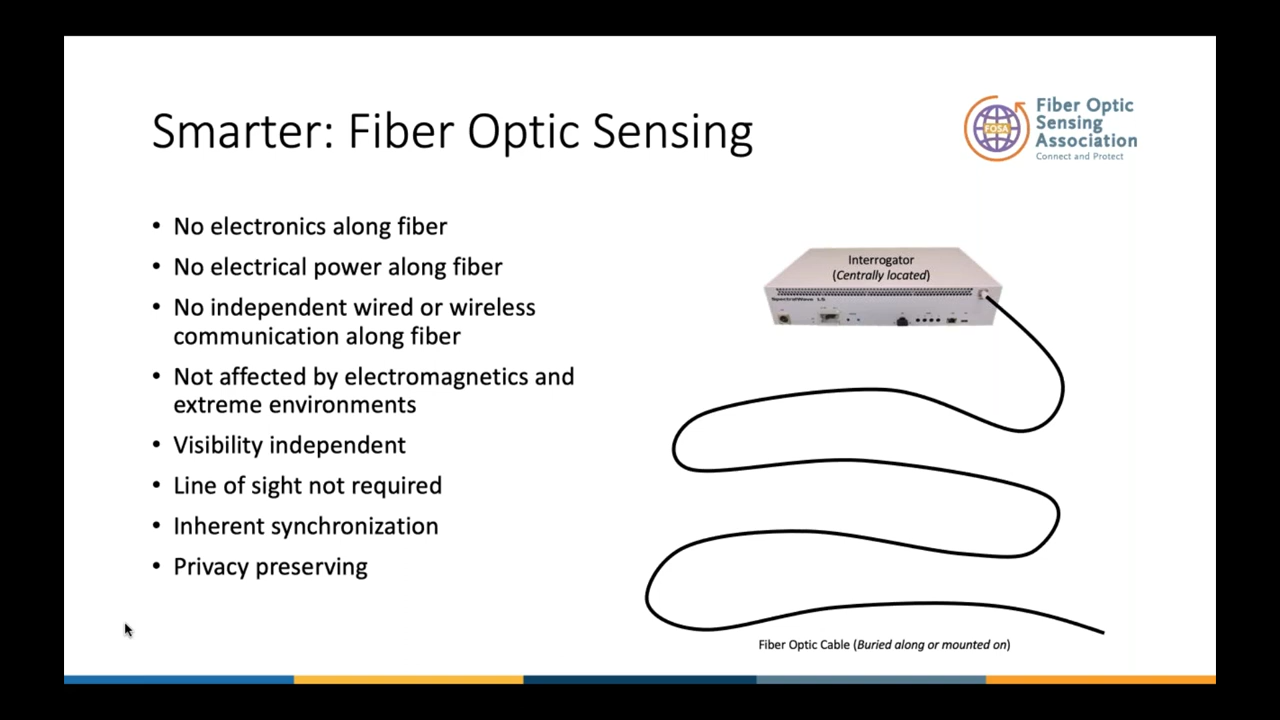 Smarter: Fiber Optic Sensing
Fiber Optic
Sensing
Association
Connect and Protect
FOSA
• No electronics along fiber
• No electrical power along fiber
• No independent wired or wireless
communication along fiber
• Not affected by electromagnetics and
extreme environments
• Visibility independent
• Line of sight not required
• Inherent synchronization
• Privacy preserving
Interrogator
(Centrally located)
Fiber Optic Cable (Buried along or mounted on)